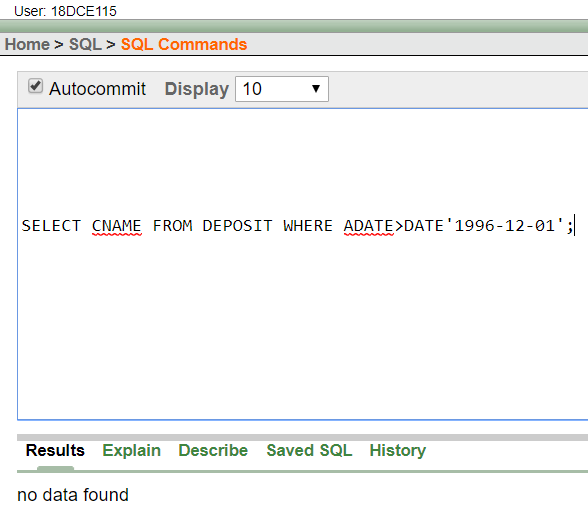 User: 18DCE115
Home > SQL > SQL Commands
Autocommit Display 10
SELECT CNAME FROM DEPOSIT WHERE ADATE>DATE'1996-12-01';
Results Explain Describe Saved SQL History
no data found